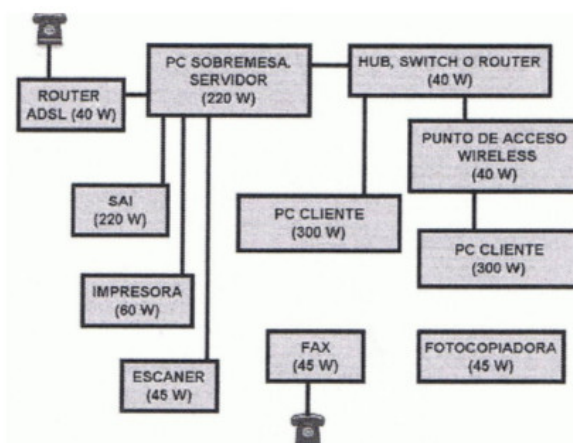 PC SOBREMESA.
SERVIDOR
(220 W)
HUB, SWITCH O ROUTER
(40 W)
ROUTER
ADSL (40 W)
PUNTO DE ACCESO
WIRELESS
(40 W)
SAI
(220 W)
PC CLIENTE
(300 W)
PC CLIENTE
(300 W)
IMPRESORA
(60 W)
FAX
(45 W)
FOTOCOPIADORA
(45 W)
ESCANER
(45 W)